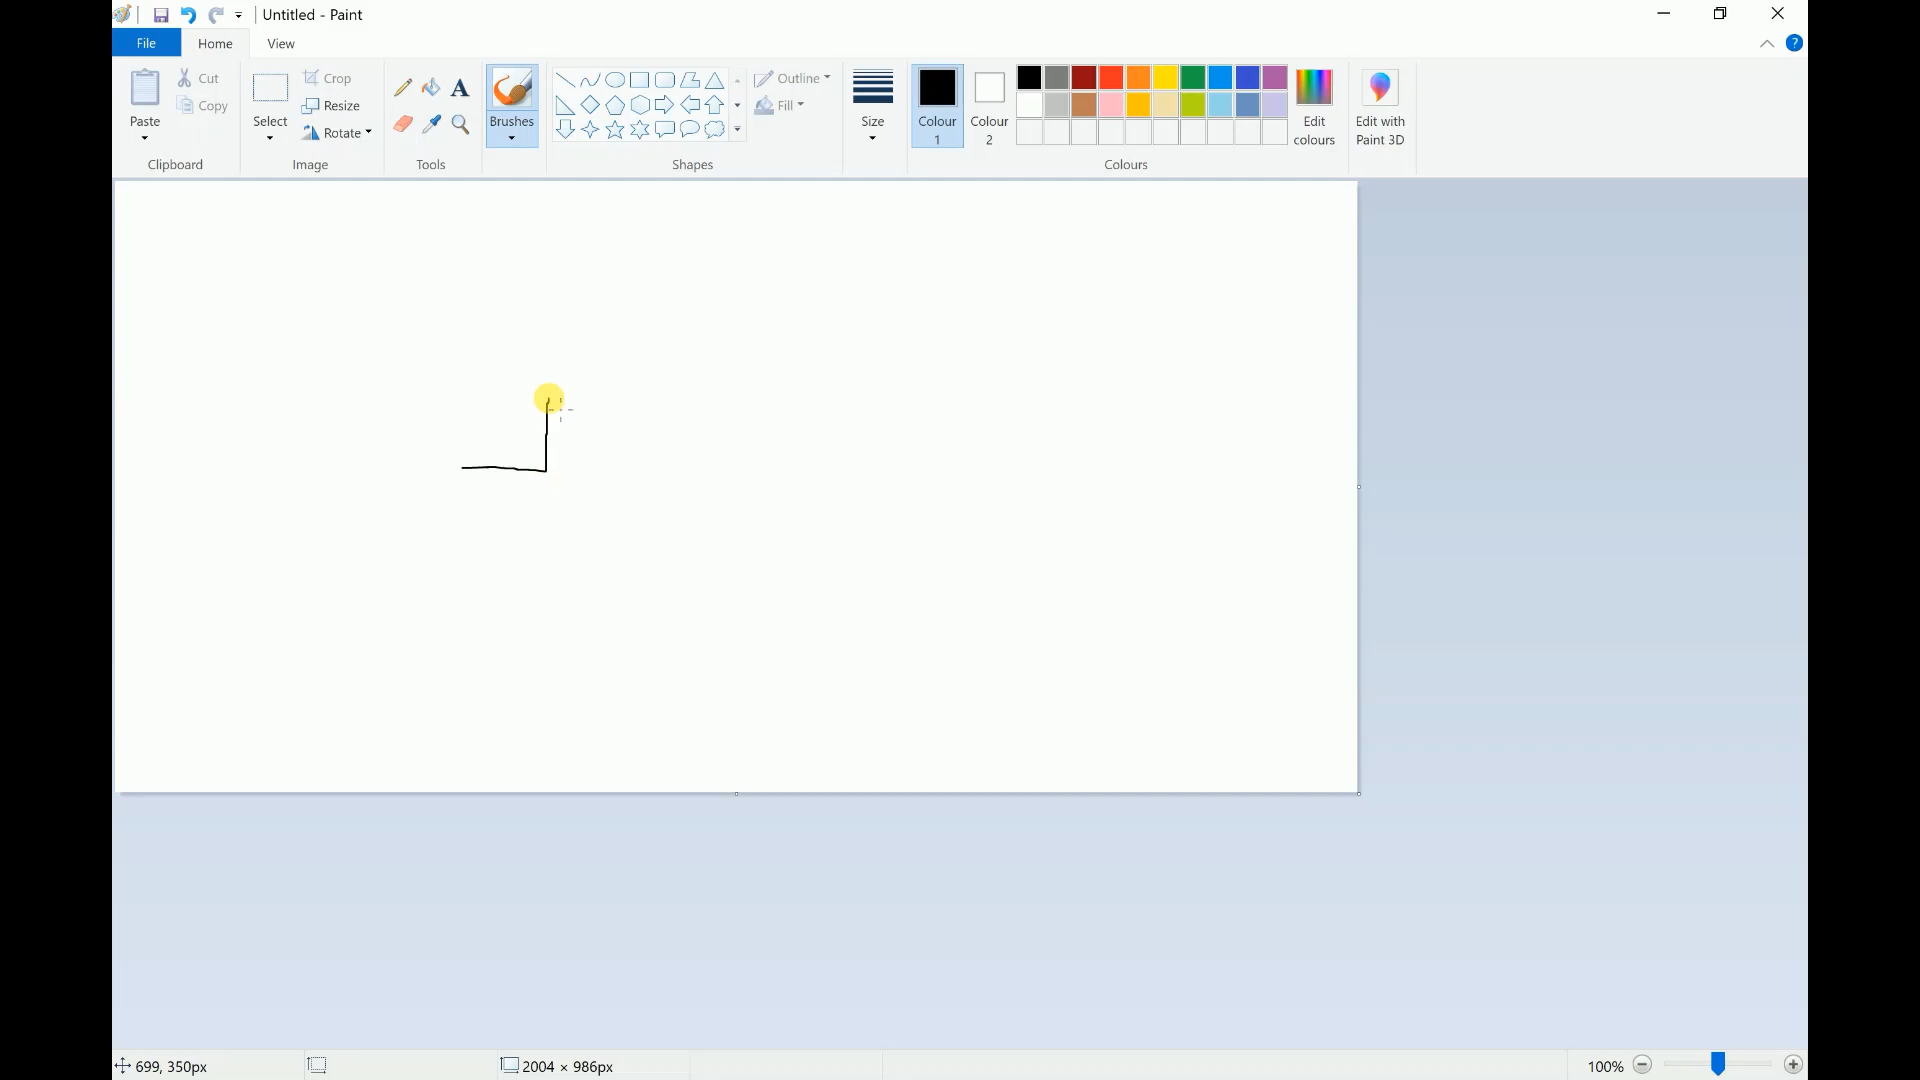 Untitled - Paint
File Home View
Paste
Cut
Copy
Clipboard
Select
Crop
Resize
Rotate
Image
A
Tools
Brushes
Shapes
Outline
Fill
Size
Colour 1
Colour 2
Edit colours
Colours
Edit with Paint 3D
?
699, 350px
2004 × 986px
100%